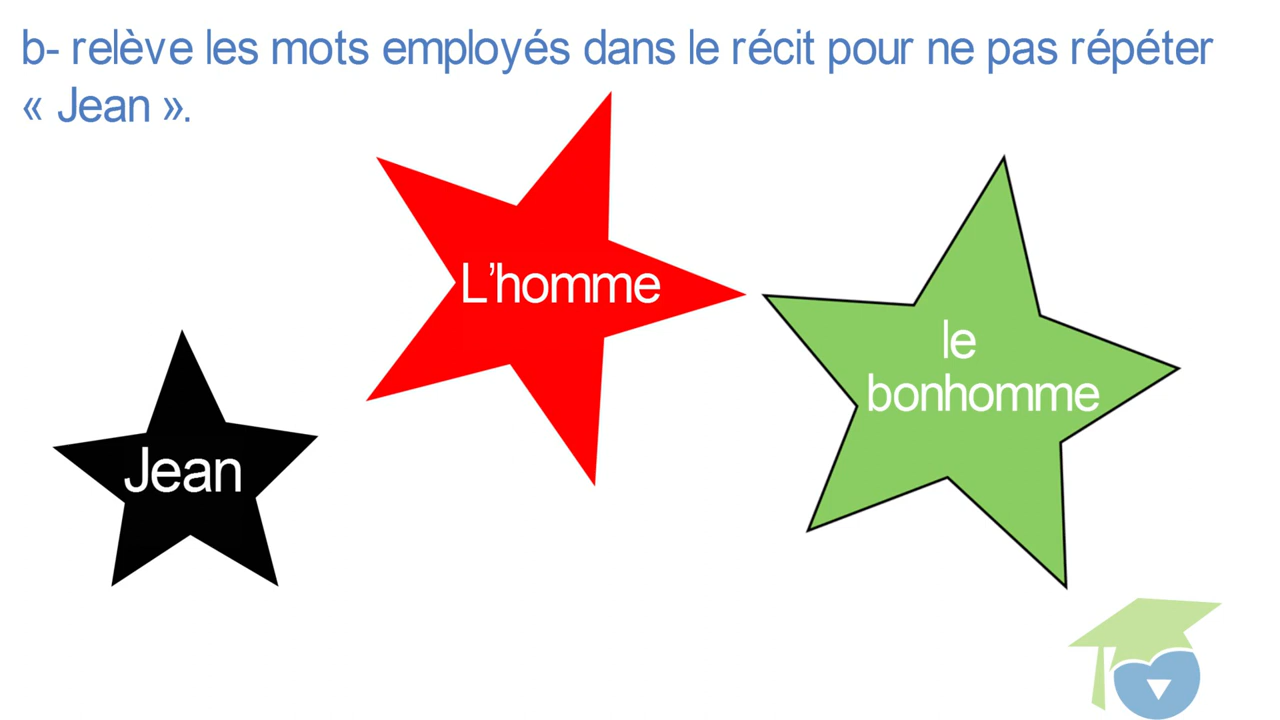 b- relève les mots employés dans le récit pour ne pas répéter
« Jean ».
L’homme
le
bonhomme
Jean